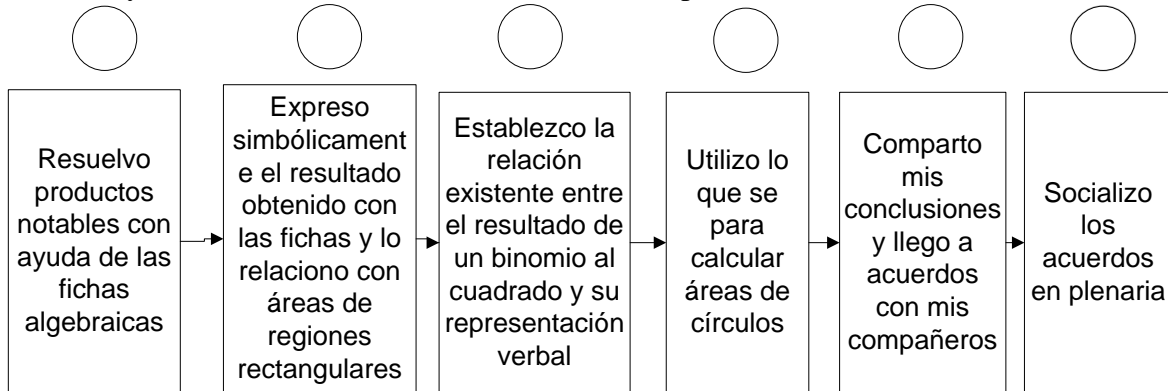 Resuelvo
productos
notables con
ayuda de las
fichas
algebraicas
Expreso
simbólicament
e el resultado
obtenido con
las fichas y lo
relaciono con
áreas de
regiones
rectangulares
Establezco la
relación
existente entre
el resultado de
un binomio al
cuadrado y su
representación
verbal
Utilizo lo
que se
para
calcular
áreas de
círculos
Comparto
mis
conclusiones
y llego a
acuerdos
con mis
compañeros
Socializo
los
acuerdos
en plenaria